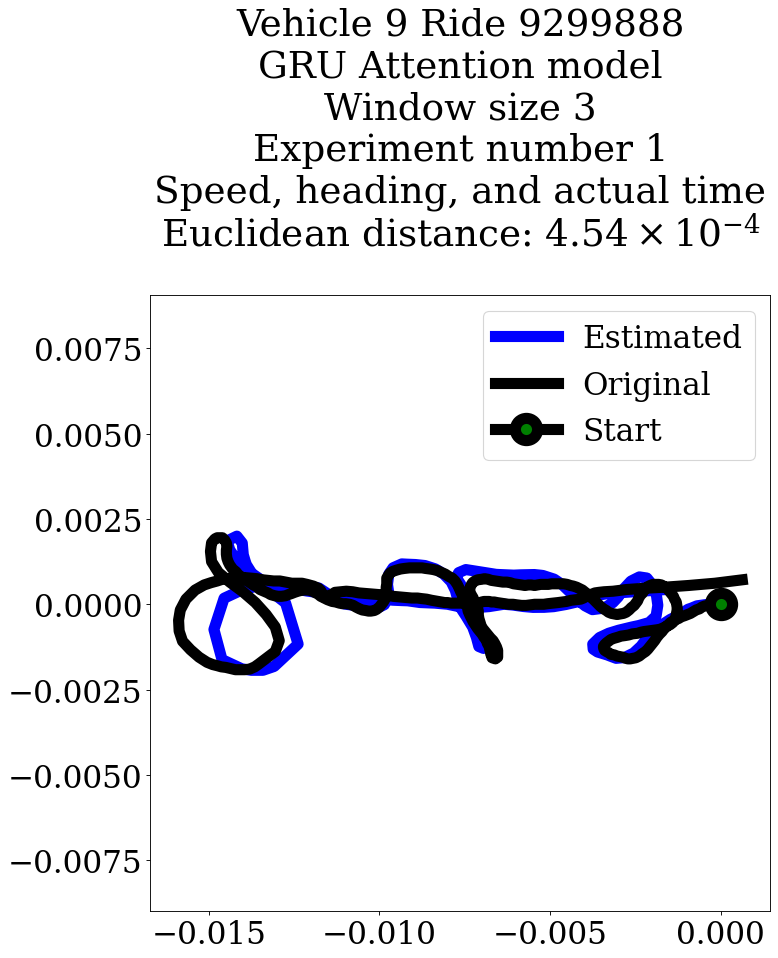 Vehicle 9 Ride 9299888
GRU Attention model
Window size 3
Experiment number 1
Speed, heading, and actual time
Euclidean distance: 4.54 × 10⁻⁴
Estimated
Original
Start
0.0075
0.0050
0.0025
0.0000
−0.0025
−0.0050
−0.0075
−0.015 −0.010 −0.005 0.000